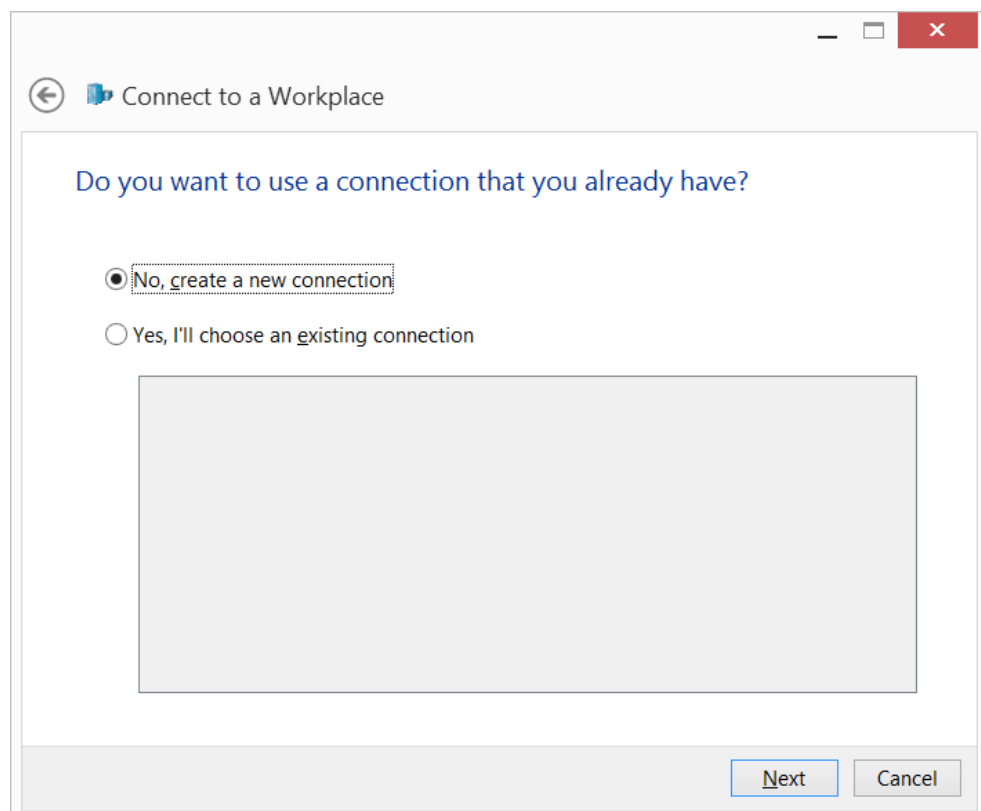 Connect to a Workplace
Do you want to use a connection that you already have?
No, create a new connection
Yes, I'll choose an existing connection
Next
Cancel